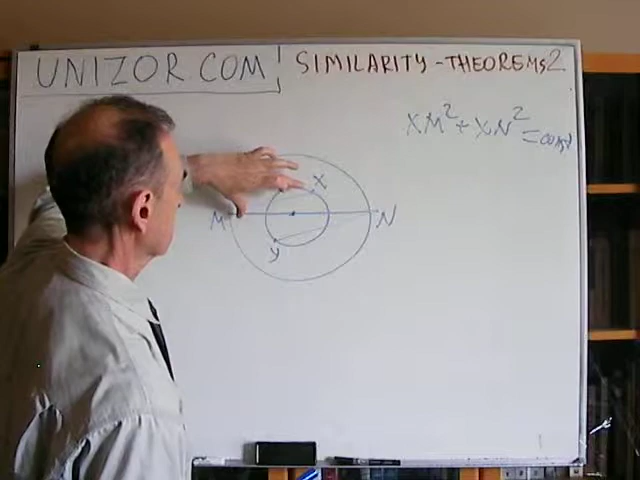 UNIZOR COM
SIMILARITY - THEOREMS 2
XM² + XN² = const
X
M
N
Y